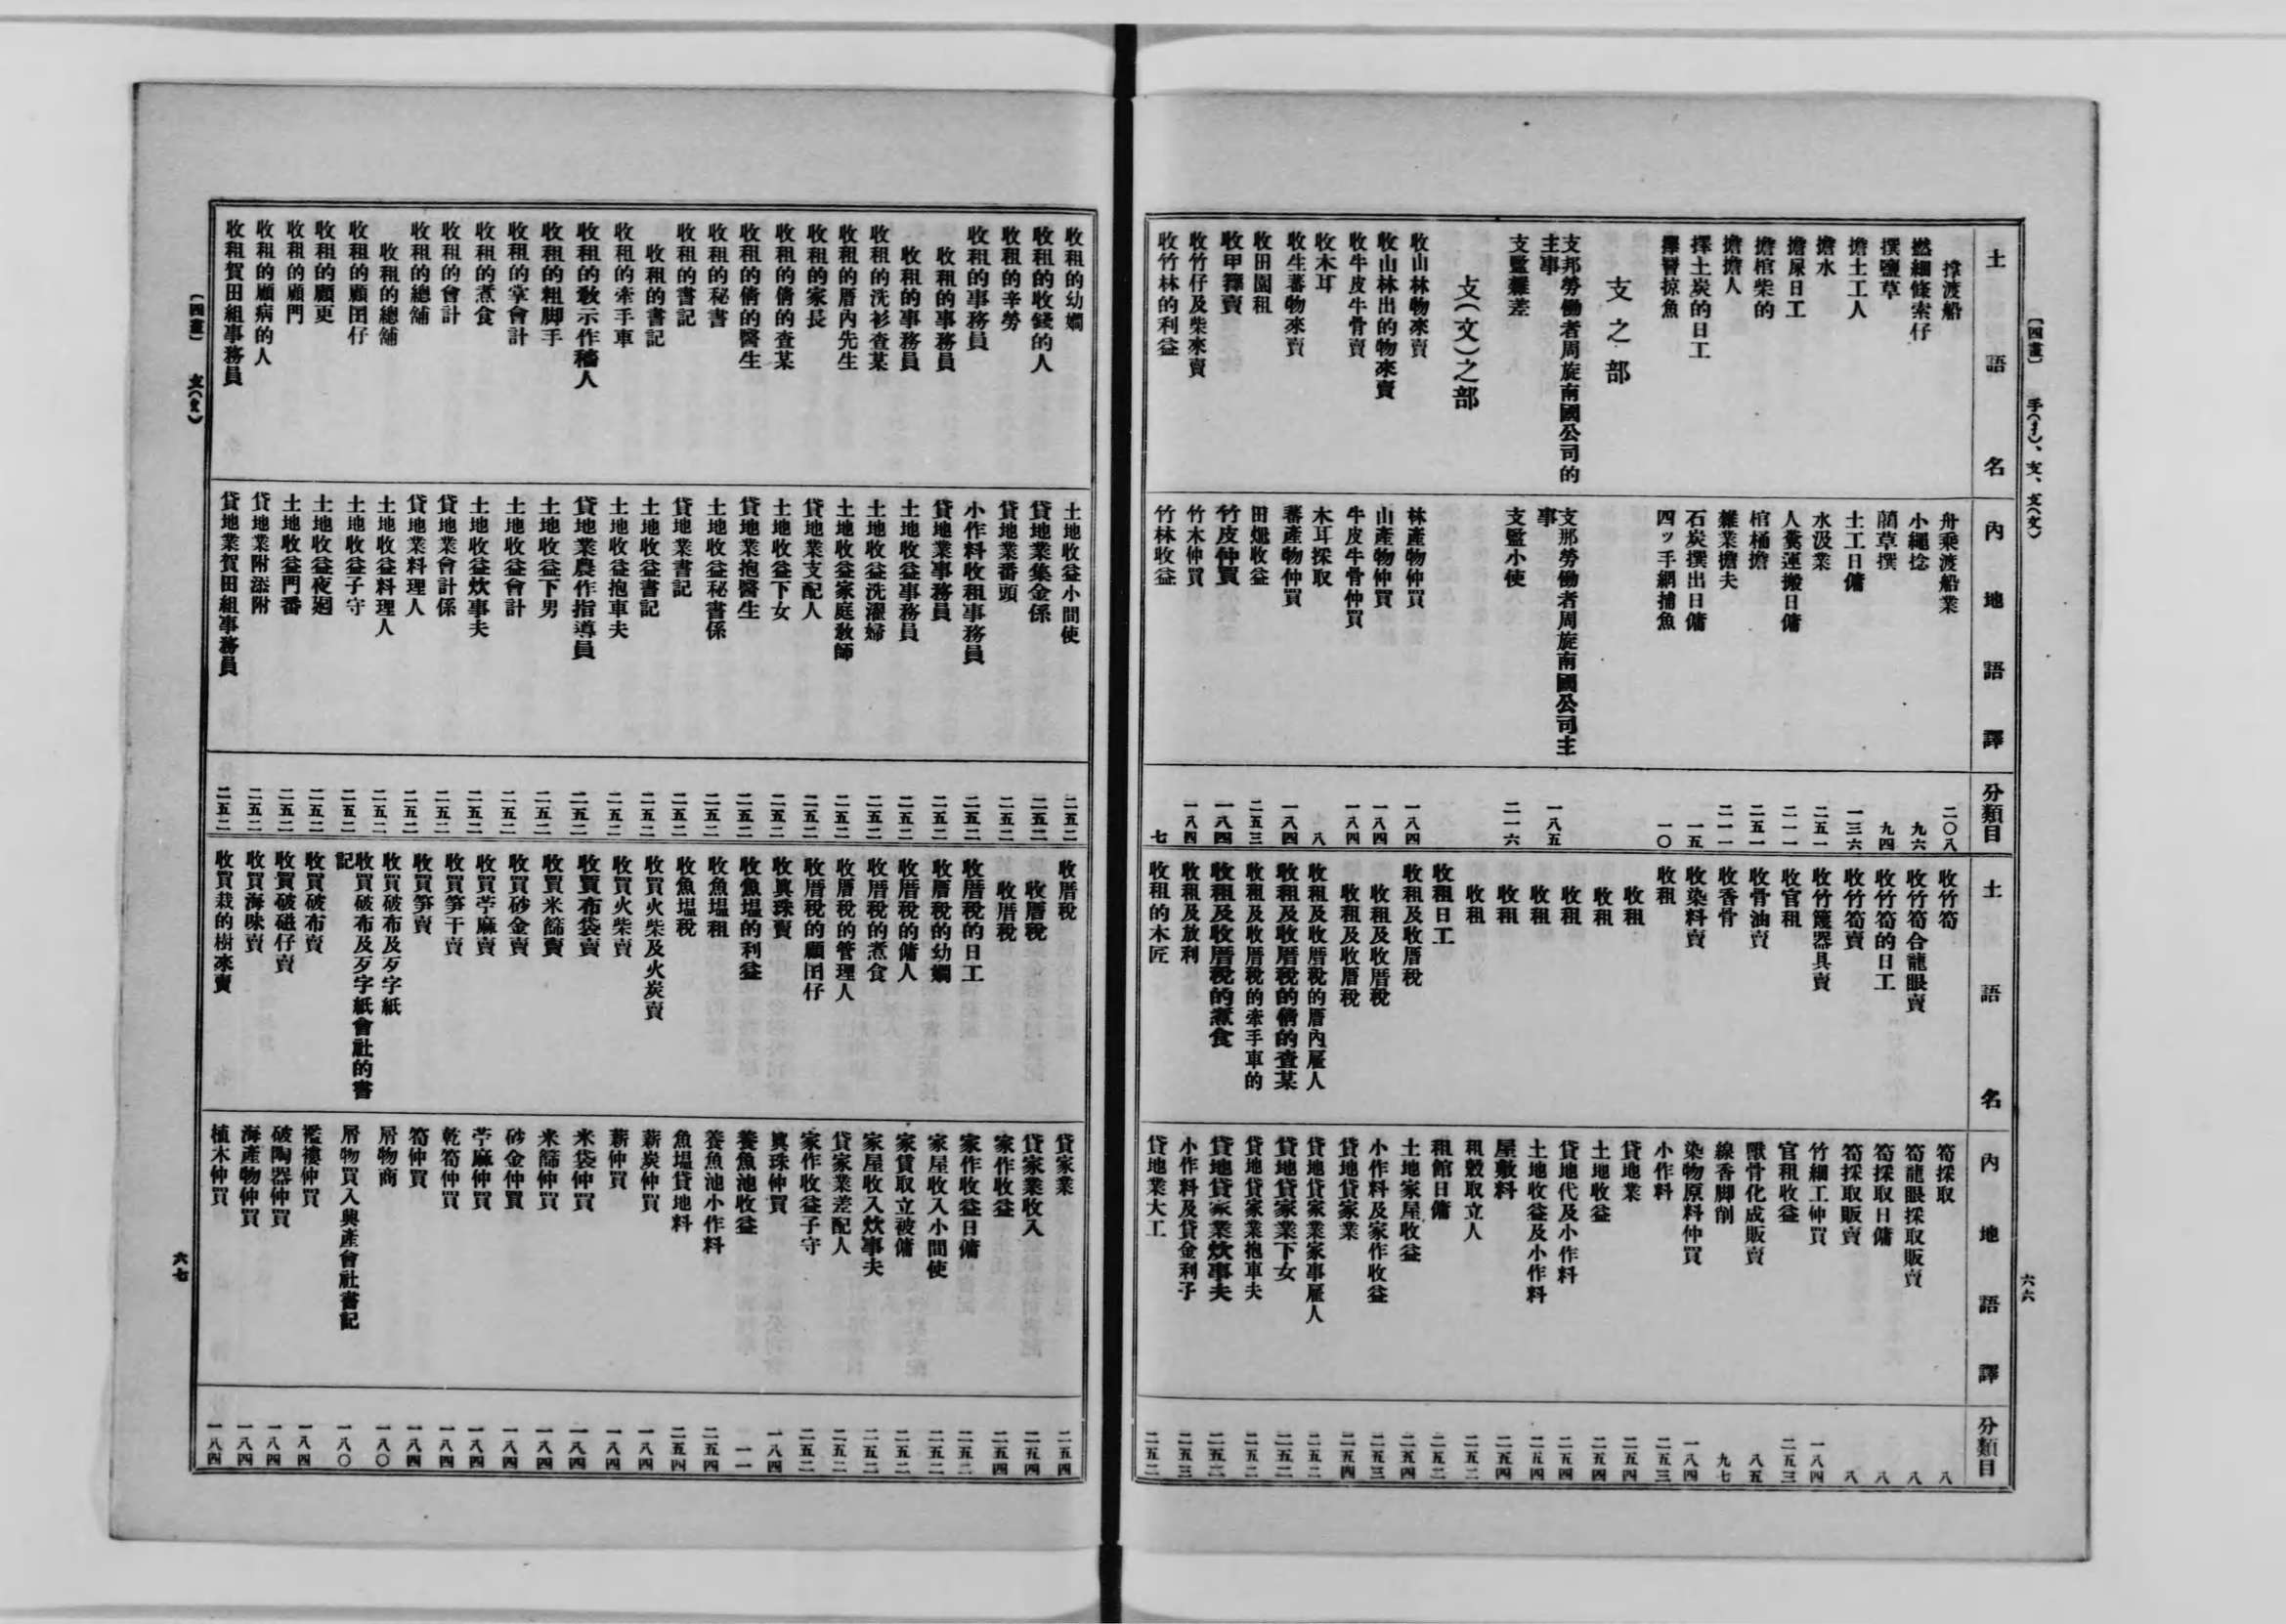 〔四畫〕 手(扌)、支、攴(攵)
六六
土語名 內地語譯 分類目
撑渡船 舟乘渡船業 二〇八
撚細條索仔 小繩捻 九六
撰鹽草 藺草撰 九四
擔土工人 土工日傭 一三六
擔水 水汲業 二五一
擔尿日工 人糞運搬日傭 二一一
擔棺柴的 棺桶擔 二五一
擔擔人 雜業擔夫 二一一
擇土炭的日工 石炭撰出日傭 一五
擧罾掠魚 四ッ手網捕魚 一〇
支之部
支那勞働者周旋南國公司的主事 支那勞働者周旋南國公司主事 一八五
支監雜差 支監小使 二一六
攴(攵)之部
收山林物來賣 林產物仲買 一八四
收山林出的物來賣 山產物仲買 一八四
收牛皮牛骨賣 牛皮牛骨仲買 一八四
收木耳 木耳採取 八
收生蕃物來賣 蕃產物仲買 一八四
收田園租 田畑收益 二五三
收甲籜賣 竹皮仲買 一八四
收竹仔及柴來賣 竹木仲買 一八四
收竹林的利益 竹林收益 七
土語名 內地語譯 分類目
收竹筍 筍採取 八
收竹筍合龍眼賣 筍龍眼採取販賣 八
收竹筍的日工 筍採取日傭 八
收竹筍賣 筍採取販賣 八
收竹篾器具賣 竹細工仲買 一八四
收官租 官租收益 二五三
收骨油賣 獸骨化成販賣 八五
收香骨 線香脚削 九七
收染料賣 染物原料仲買 一八四
收租 小作料 二五三
收租 貸地業 二五四
收租 土地收益 二五四
收租 貸地代及小作料 二五四
收租 土地收益及小作料 二五四
收租 屋敷料 二五四
收租 租穀取立人 二五二
收租日工 租館日傭 二五二
收租及收厝稅 土地家屋收益 二五四
收租及收厝稅 小作料及家作收益 二五三
收租及收厝稅 貸地貸家業 二五四
收租及收厝稅的厝內雇人 貸地貸家業家事雇人 二五二
收租及收厝稅的倩的査某 貸地貸家業下女 二五二
收租及收厝稅的牽手車的 貸地貸家業抱車夫 二五二
收租及收厝稅的煮食 貸地貸家業炊事夫 二五二
收租及放利 小作料及貸金利子 二五三
收租的木匠 貸地業大工 二五二
收租的幼嫺 土地收益小間使 二五二
收租的收錢的人 貸地業集金係 二五二
收租的辛勞 貸地業番頭 二五二
收租的事務員 小作料收租事務員 二五二
收租的事務員 貸地業事務員 二五二
收租的事務員 土地收益事務員 二五二
收租的洗衫査某 土地收益洗濯婦 二五二
收租的厝內先生 土地收益家庭敎師 二五二
收租的家長 貸地業支配人 二五二
收租的倩的査某 土地收益下女 二五二
收租的倩的醫生 貸地業抱醫生 二五二
收租的秘書 土地收益秘書係 二五二
收租的書記 貸地業書記 二五二
收租的書記 土地收益書記 二五二
收租的牽手車 土地收益抱車夫 二五二
收租的敎示作穡人 貸地業農作指導員 二五二
收租的粗脚手 土地收益下男 二五二
收租的掌會計 土地收益會計 二五二
收租的煮食 土地收益炊事夫 二五二
收租的會計 貸地業會計係 二五二
收租的總舖 貸地業料理人 二五二
收租的總舖 土地收益料理人 二五二
收租的顧囝仔 土地收益子守 二五二
收租的顧更 土地收益夜廻 二五二
收租的顧門 土地收益門番 二五二
收租的顧病的人 貸地業附添附 二五二
收租賀田組事務員 貸地業賀田組事務員 二五二
收厝稅 貸家業 二五四
收厝稅 貸家業收入 二五四
收厝稅 家作收益 二五四
收厝稅的日工 家作收益日傭 二五二
收厝稅的幼嫺 家屋收入小間使 二五二
收厝稅的傭人 家賃取立被傭 二五二
收厝稅的煮食 家屋收入炊事夫 二五二
收厝稅的管理人 貸家業差配人 二五二
收厝稅的顧囝仔 家作收益子守 二五二
收眞珠賣 眞珠仲買 一八四
收魚塭的利益 養魚池收益 一一
收魚塭租 養魚池小作料 二五四
收魚塭稅 魚塭貸地料 二五四
收買火柴及火炭賣 薪炭仲買 一八四
收買火柴賣 薪仲買 一八四
收買布袋賣 米袋仲買 一八四
收買米篩賣 米篩仲買 一八四
收買砂金賣 砂金仲買 一八四
收買苧麻賣 苧麻仲買 一八四
收買笋干賣 乾筍仲買 一八四
收買笋賣 筍仲買 一八四
收買破布及歹字紙 屑物商 一八〇
收買破布及歹字紙會社的書記 屑物買入興產會社書記 一八〇
收買破布賣 襤褸仲買 一八四
收買破磁仔賣 破陶器仲買 一八四
收買海味賣 海產物仲買 一八四
收買栽的樹來賣 植木仲買 一八四
〔四畫〕 攴(攵)
六七